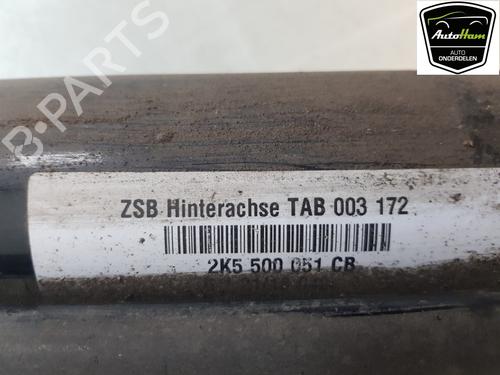 AutoHam
AUTO
ONDERDELEN
B-PARTS
ZSB Hinterachse TAB 003 172
2K5 500 051 CB